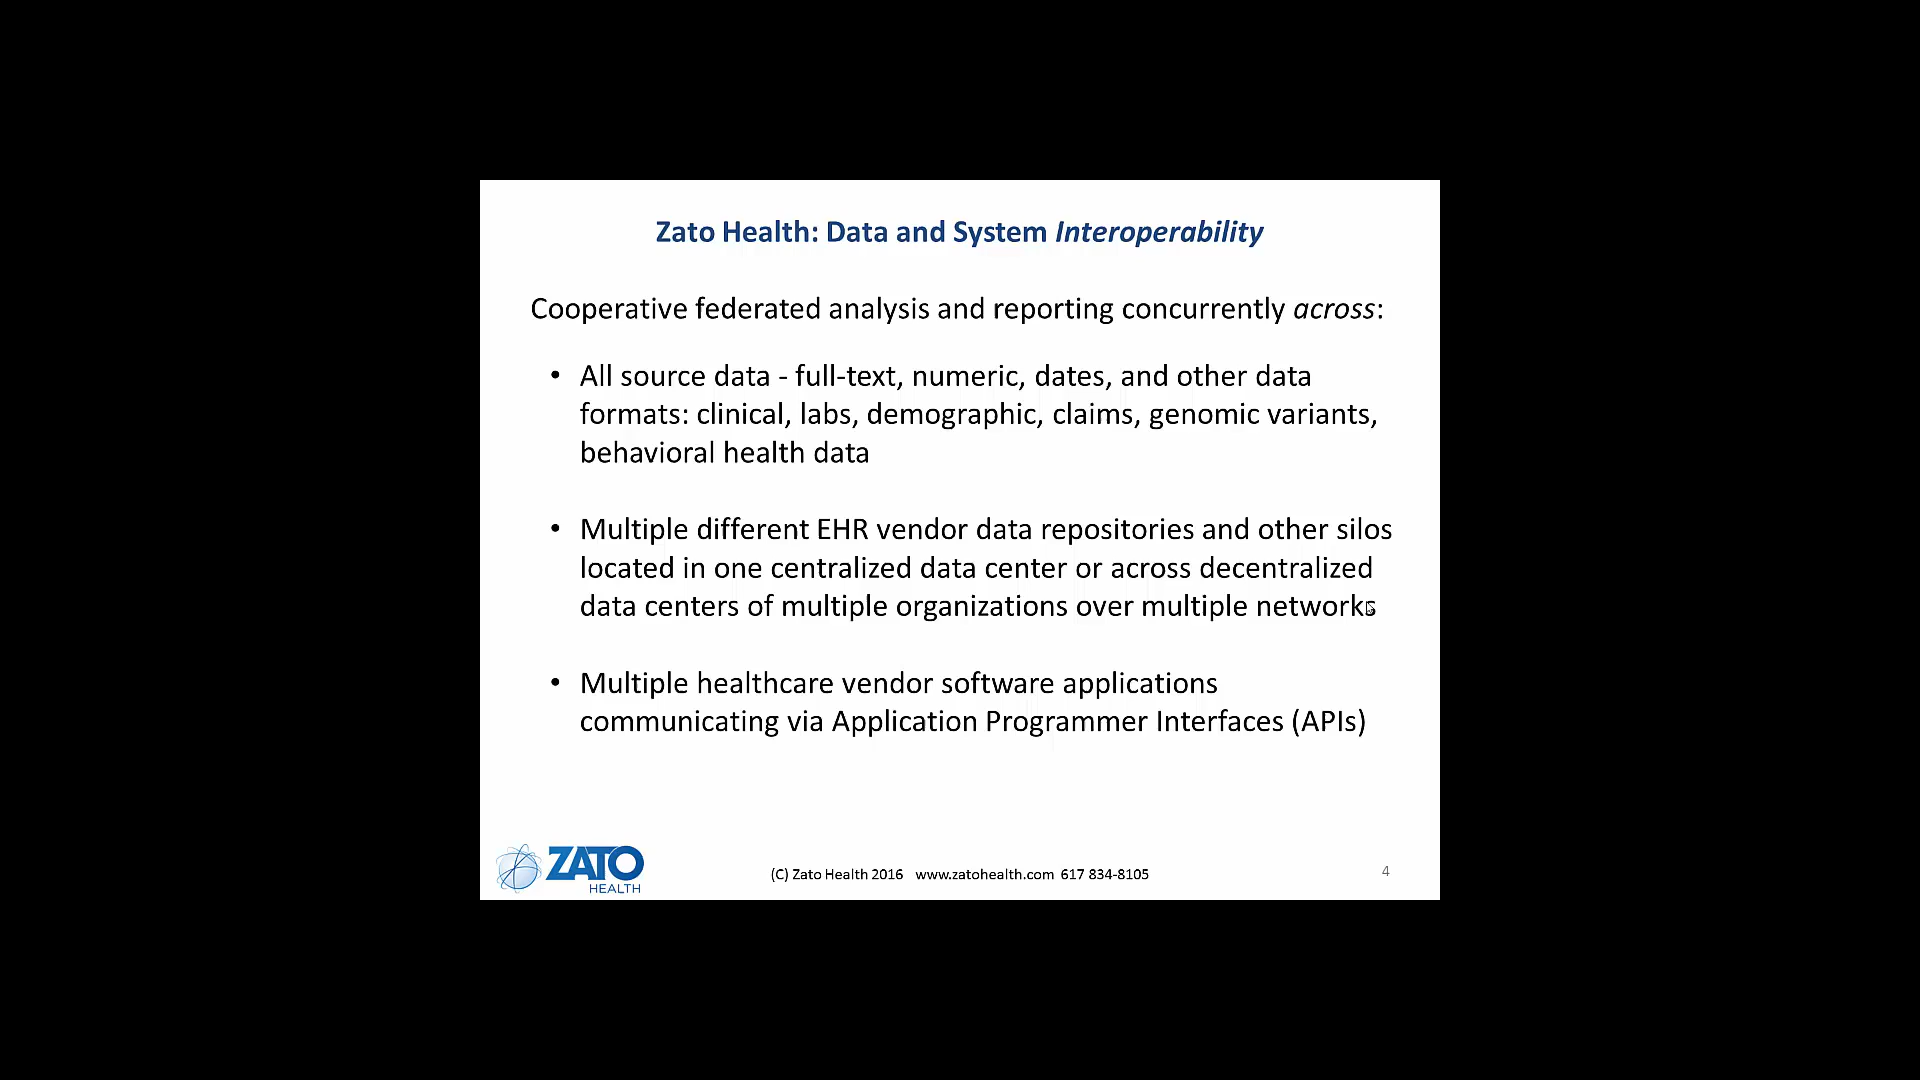 Zato Health: Data and System Interoperability
Cooperative federated analysis and reporting concurrently across:
• All source data - full-text, numeric, dates, and other data
formats: clinical, labs, demographic, claims, genomic variants,
behavioral health data
• Multiple different EHR vendor data repositories and other silos
located in one centralized data center or across decentralized
data centers of multiple organizations over multiple networks
• Multiple healthcare vendor software applications
communicating via Application Programmer Interfaces (APIs)
ZATO
HEALTH
(C) Zato Health 2016 www.zatohealth.com 617 834-8105
4